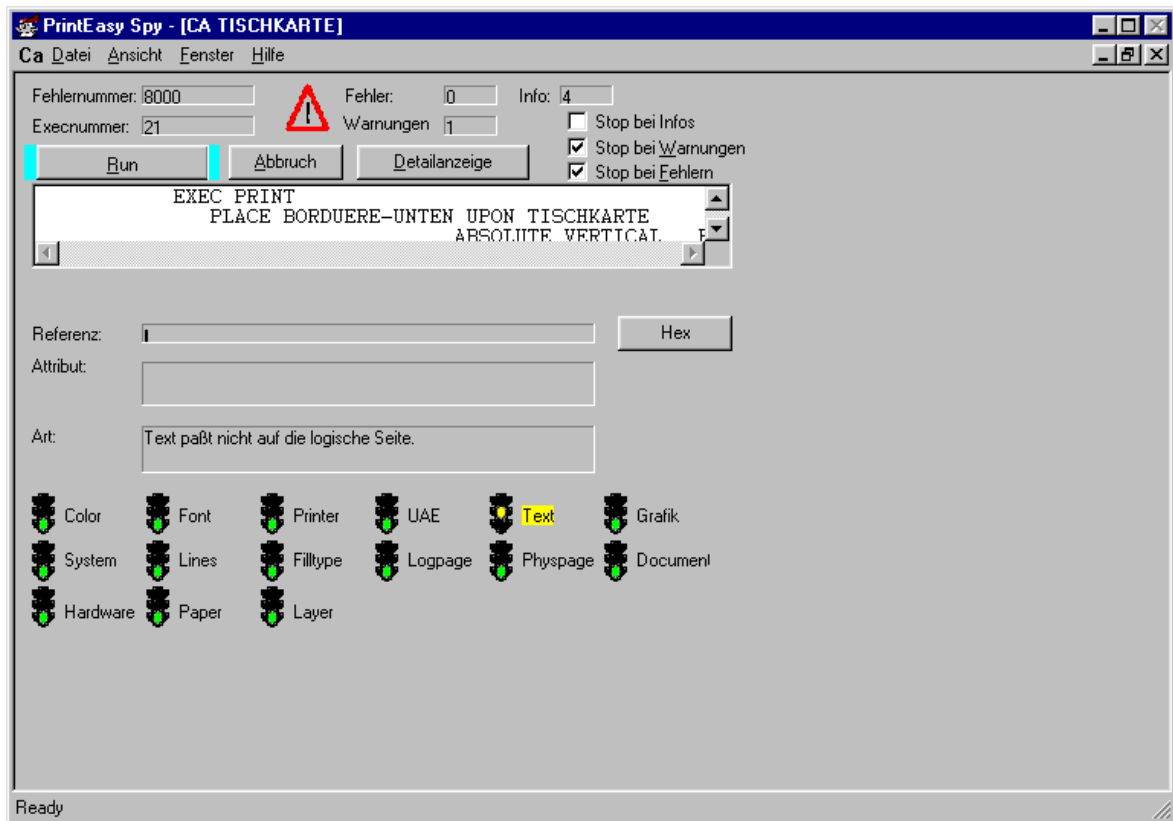 PrintEasy Spy - [CA TISCHKARTE]
Ca Datei Ansicht Fenster Hilfe
Fehlernummer: 8000 Fehler: 0 Info: 4
Execnummer: 21 Warnungen 1 Stop bei Infos
Stop bei Warnungen
Run Abbruch Detailanzeige Stop bei Fehlern
EXEC PRINT
PLACE BORDUERE-UNTEN UPON TISCHKARTE
ABSOLUTE VERTICAL
Referenz: Hex
Attribut:
Art: Text paßt nicht auf die logische Seite.
Color Font Printer UAE Text Grafik
System Lines Filltype Logpage Physpage Document
Hardware Paper Layer
Ready